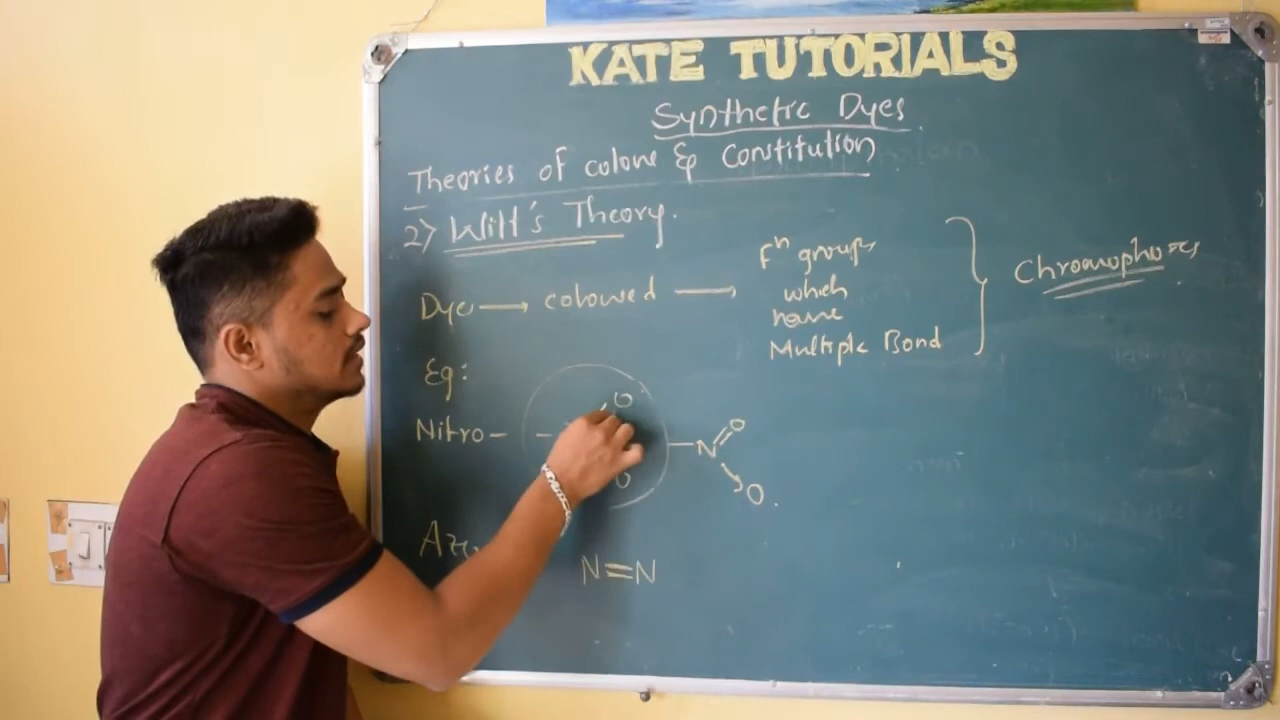 KATE TUTORIALS
Synthetic Dyes
Theories of colour & Constitution
2) Witt's Theory.
Dye → coloured → Fⁿ groups
which
have
Multiple Bond
Chromophores
Eg:
Nitro –
O
O
– N = O
→ O
Az
N=N